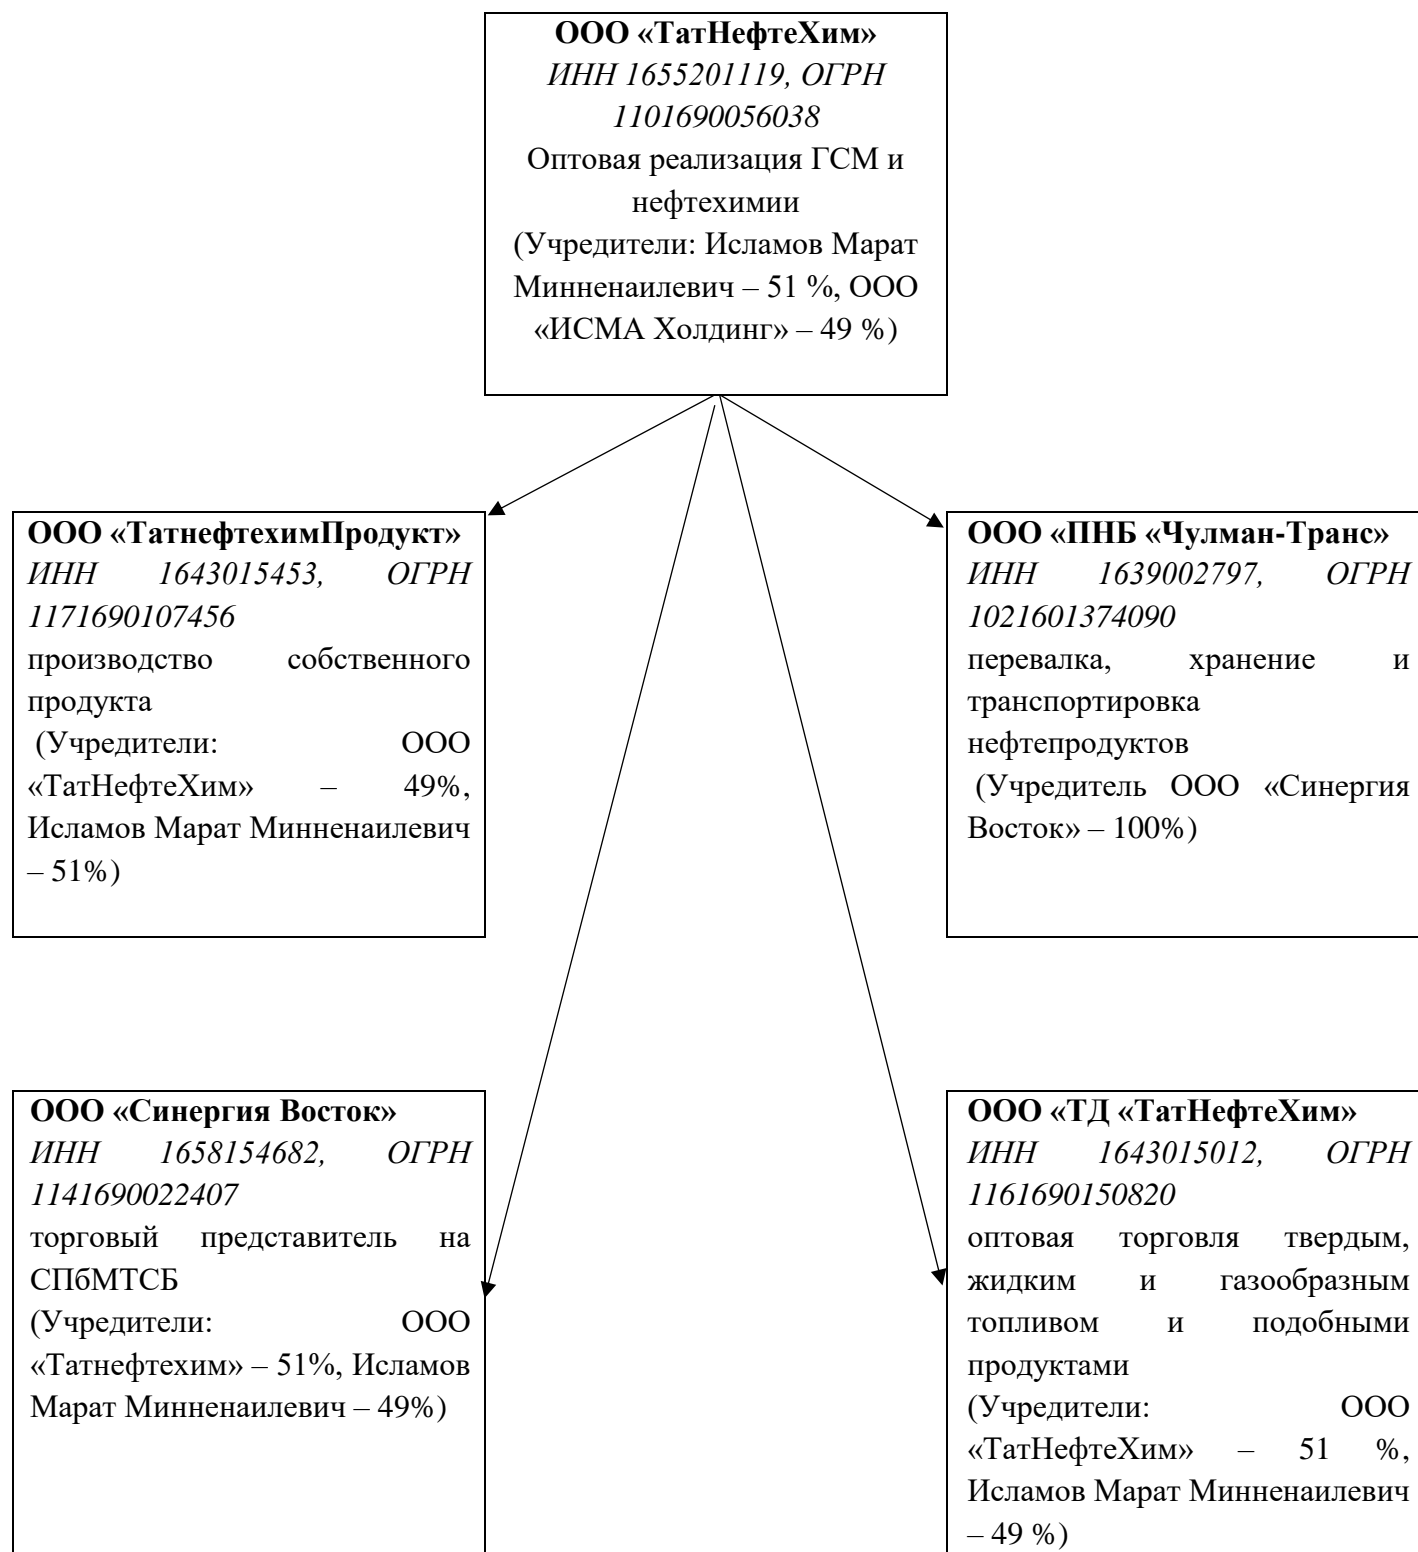 ООО «ТатНефтеХим»
ИНН 1655201119, ОГРН
1101690056038
Оптовая реализация ГСМ и
нефтехимии
(Учредители: Исламов Марат
Минненаилевич – 51 %, ООО
«ИСМА Холдинг» – 49 %)
ООО «ТатнефтехимПродукт»
ИНН 1643015453, ОГРН
1171690107456
производство собственного
продукта
(Учредители: ООО
«ТатНефтеХим» – 49%,
Исламов Марат Минненаилевич
– 51%)
ООО «ПНБ «Чулман-Транс»
ИНН 1639002797, ОГРН
1021601374090
перевалка, хранение и
транспортировка
нефтепродуктов
(Учредитель ООО «Синергия
Восток» – 100%)
ООО «Синергия Восток»
ИНН 1658154682, ОГРН
1141690022407
торговый представитель на
СПбМТСБ
(Учредители: ООО
«Татнефтехим» – 51%, Исламов
Марат Минненаилевич – 49%)
ООО «ТД «ТатНефтеХим»
ИНН 1643015012, ОГРН
1161690150820
оптовая торговля твердым,
жидким и газообразным
топливом и подобными
продуктами
(Учредители: ООО
«ТатНефтеХим» – 51 %,
Исламов Марат Минненаилевич
– 49 %)